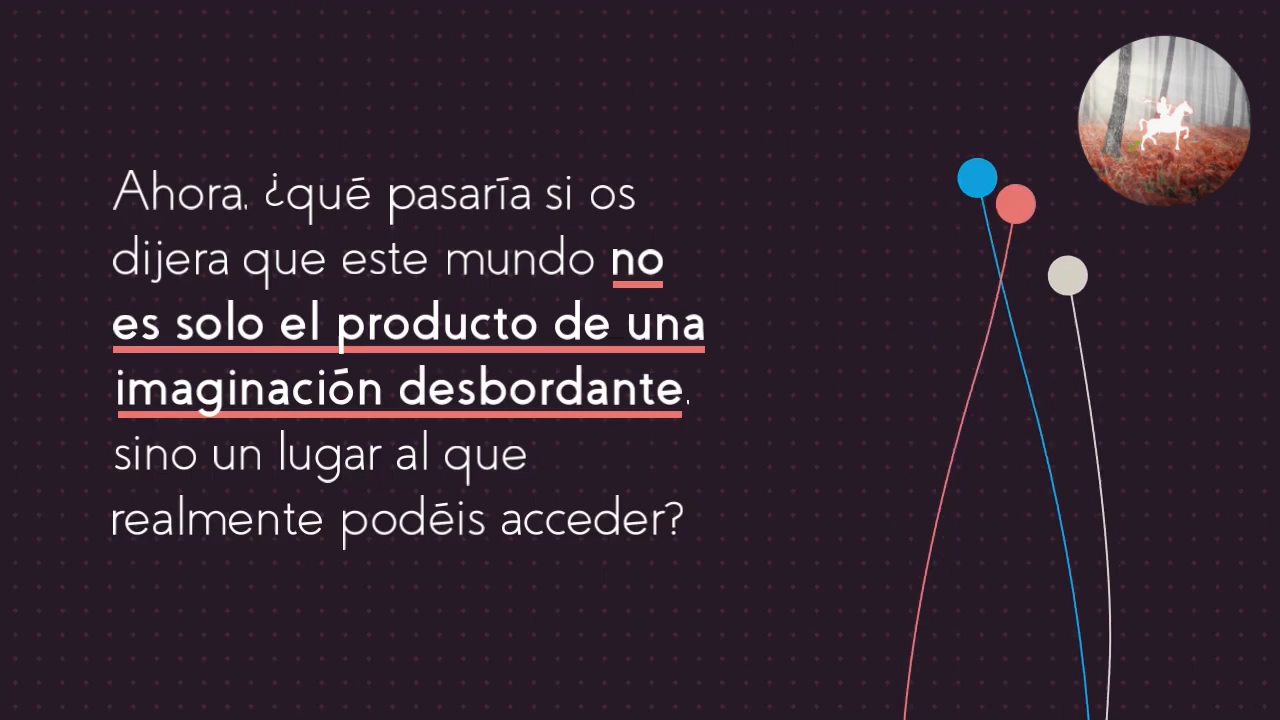 Ahora, ¿qué pasaría si os
dijera que este mundo no
es solo el producto de una
imaginación desbordante,
sino un lugar al que
realmente podéis acceder?